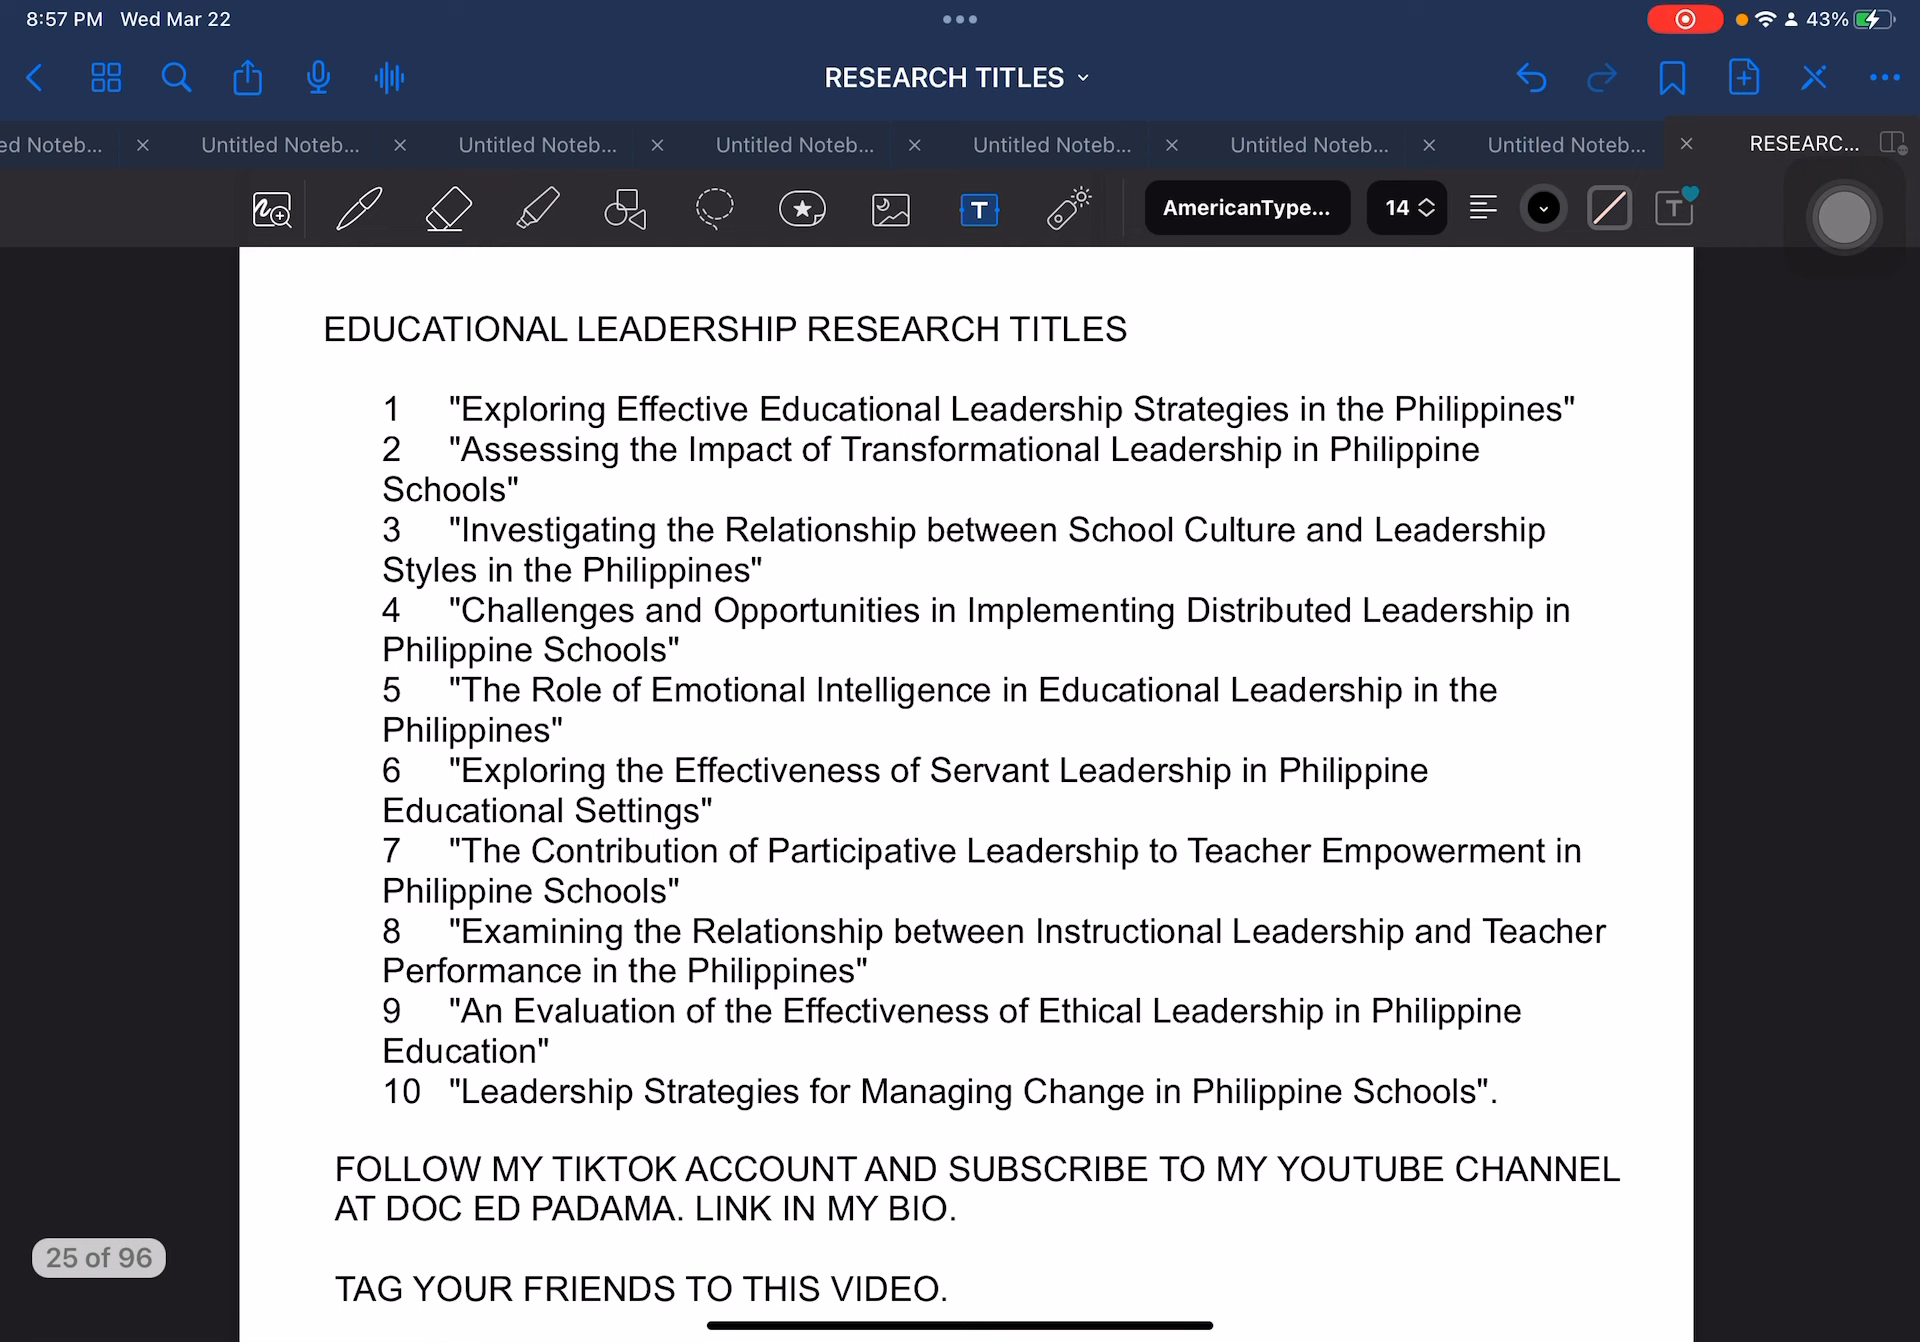 8:57 PM Wed Mar 22
43%
RESEARCH TITLES
ed Noteb... Untitled Noteb... Untitled Noteb... Untitled Noteb... Untitled Noteb... Untitled Noteb... Untitled Noteb... RESEARC...
T AmericanType... 14 T
EDUCATIONAL LEADERSHIP RESEARCH TITLES
1 "Exploring Effective Educational Leadership Strategies in the Philippines"
2 "Assessing the Impact of Transformational Leadership in Philippine
Schools"
3 "Investigating the Relationship between School Culture and Leadership
Styles in the Philippines"
4 "Challenges and Opportunities in Implementing Distributed Leadership in
Philippine Schools"
5 "The Role of Emotional Intelligence in Educational Leadership in the
Philippines"
6 "Exploring the Effectiveness of Servant Leadership in Philippine
Educational Settings"
7 "The Contribution of Participative Leadership to Teacher Empowerment in
Philippine Schools"
8 "Examining the Relationship between Instructional Leadership and Teacher
Performance in the Philippines"
9 "An Evaluation of the Effectiveness of Ethical Leadership in Philippine
Education"
10 "Leadership Strategies for Managing Change in Philippine Schools".
FOLLOW MY TIKTOK ACCOUNT AND SUBSCRIBE TO MY YOUTUBE CHANNEL
AT DOC ED PADAMA. LINK IN MY BIO.
25 of 96
TAG YOUR FRIENDS TO THIS VIDEO.